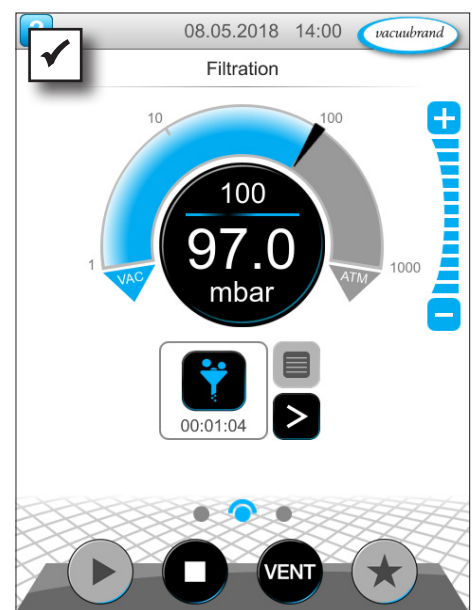 08.05.2018 14:00 vacuubrand
Filtration
10 100
100
97.0
mbar
1 VAC ATM 1000
00:01:04
VENT